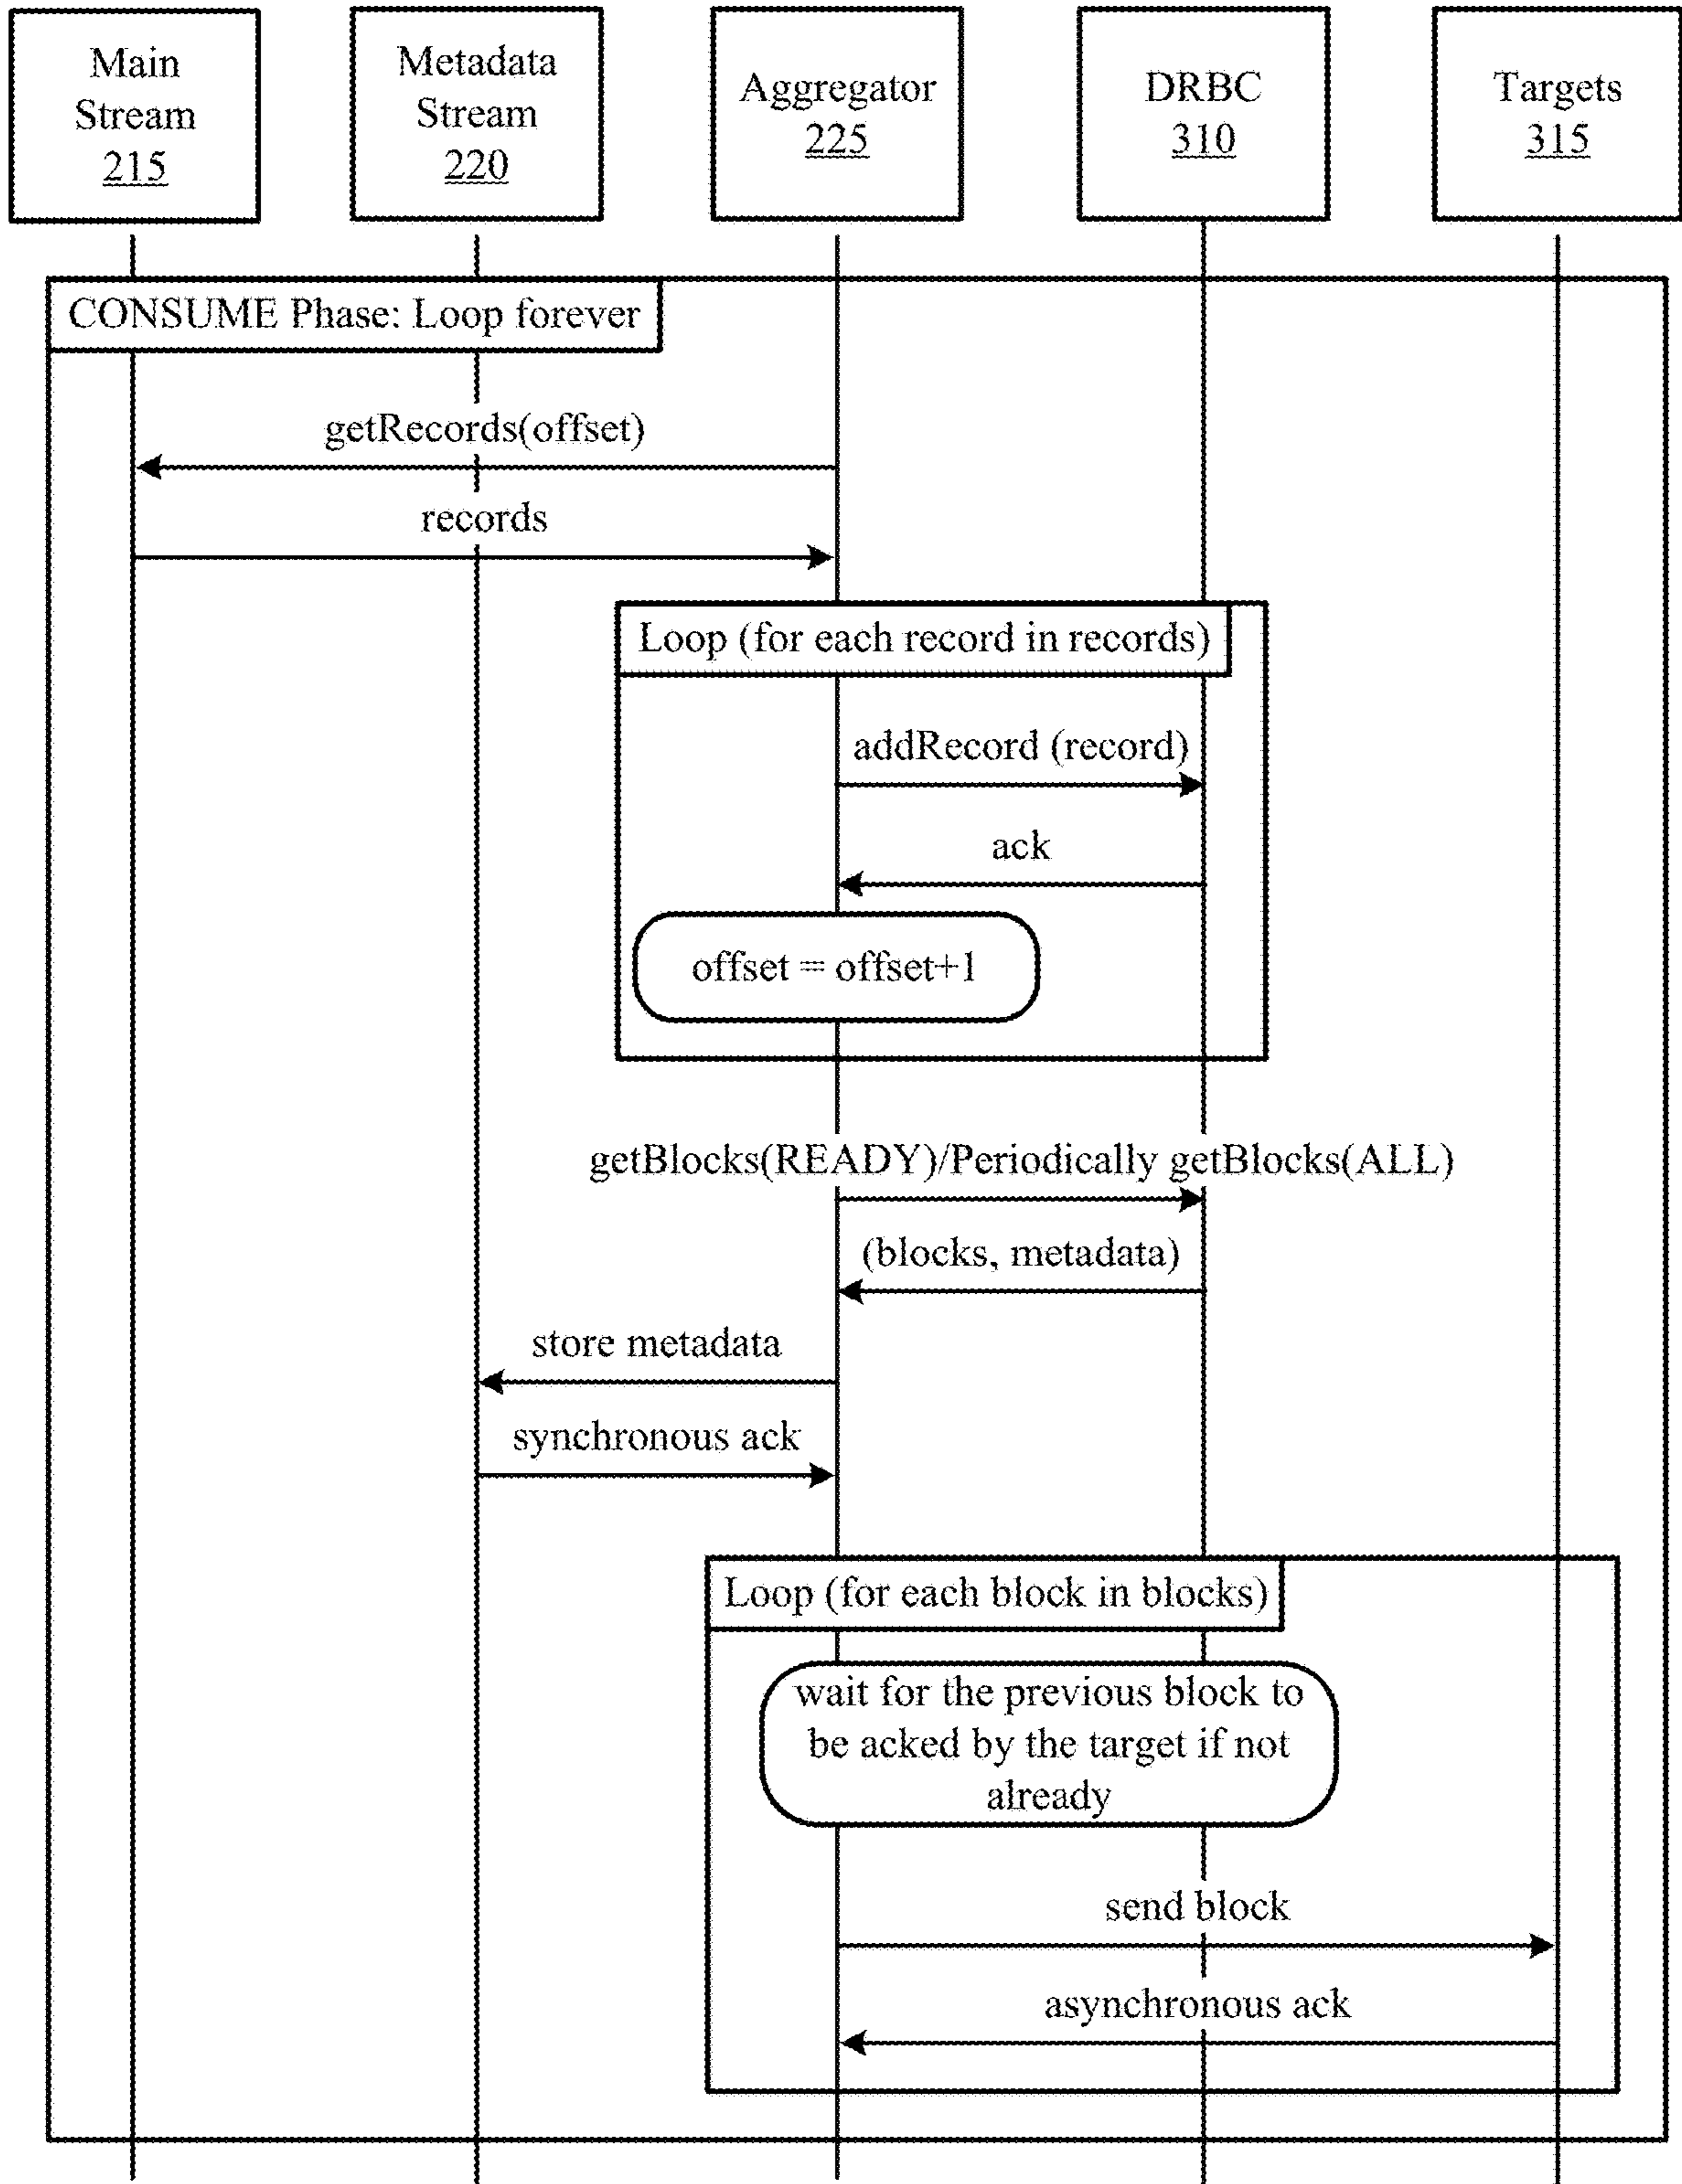 Main
Stream
215
Metadata
Stream
220
Aggregator
225
DRBC
310
Targets
315
CONSUME Phase: Loop forever
getRecords(offset)
records
Loop (for each record in records)
addRecord (record)
ack
offset = offset+1
getBlocks(READY)/Periodically getBlocks(ALL)
(blocks, metadata)
store metadata
synchronous ack
Loop (for each block in blocks)
wait for the previous block to
be acked by the target if not
already
send block
asynchronous ack